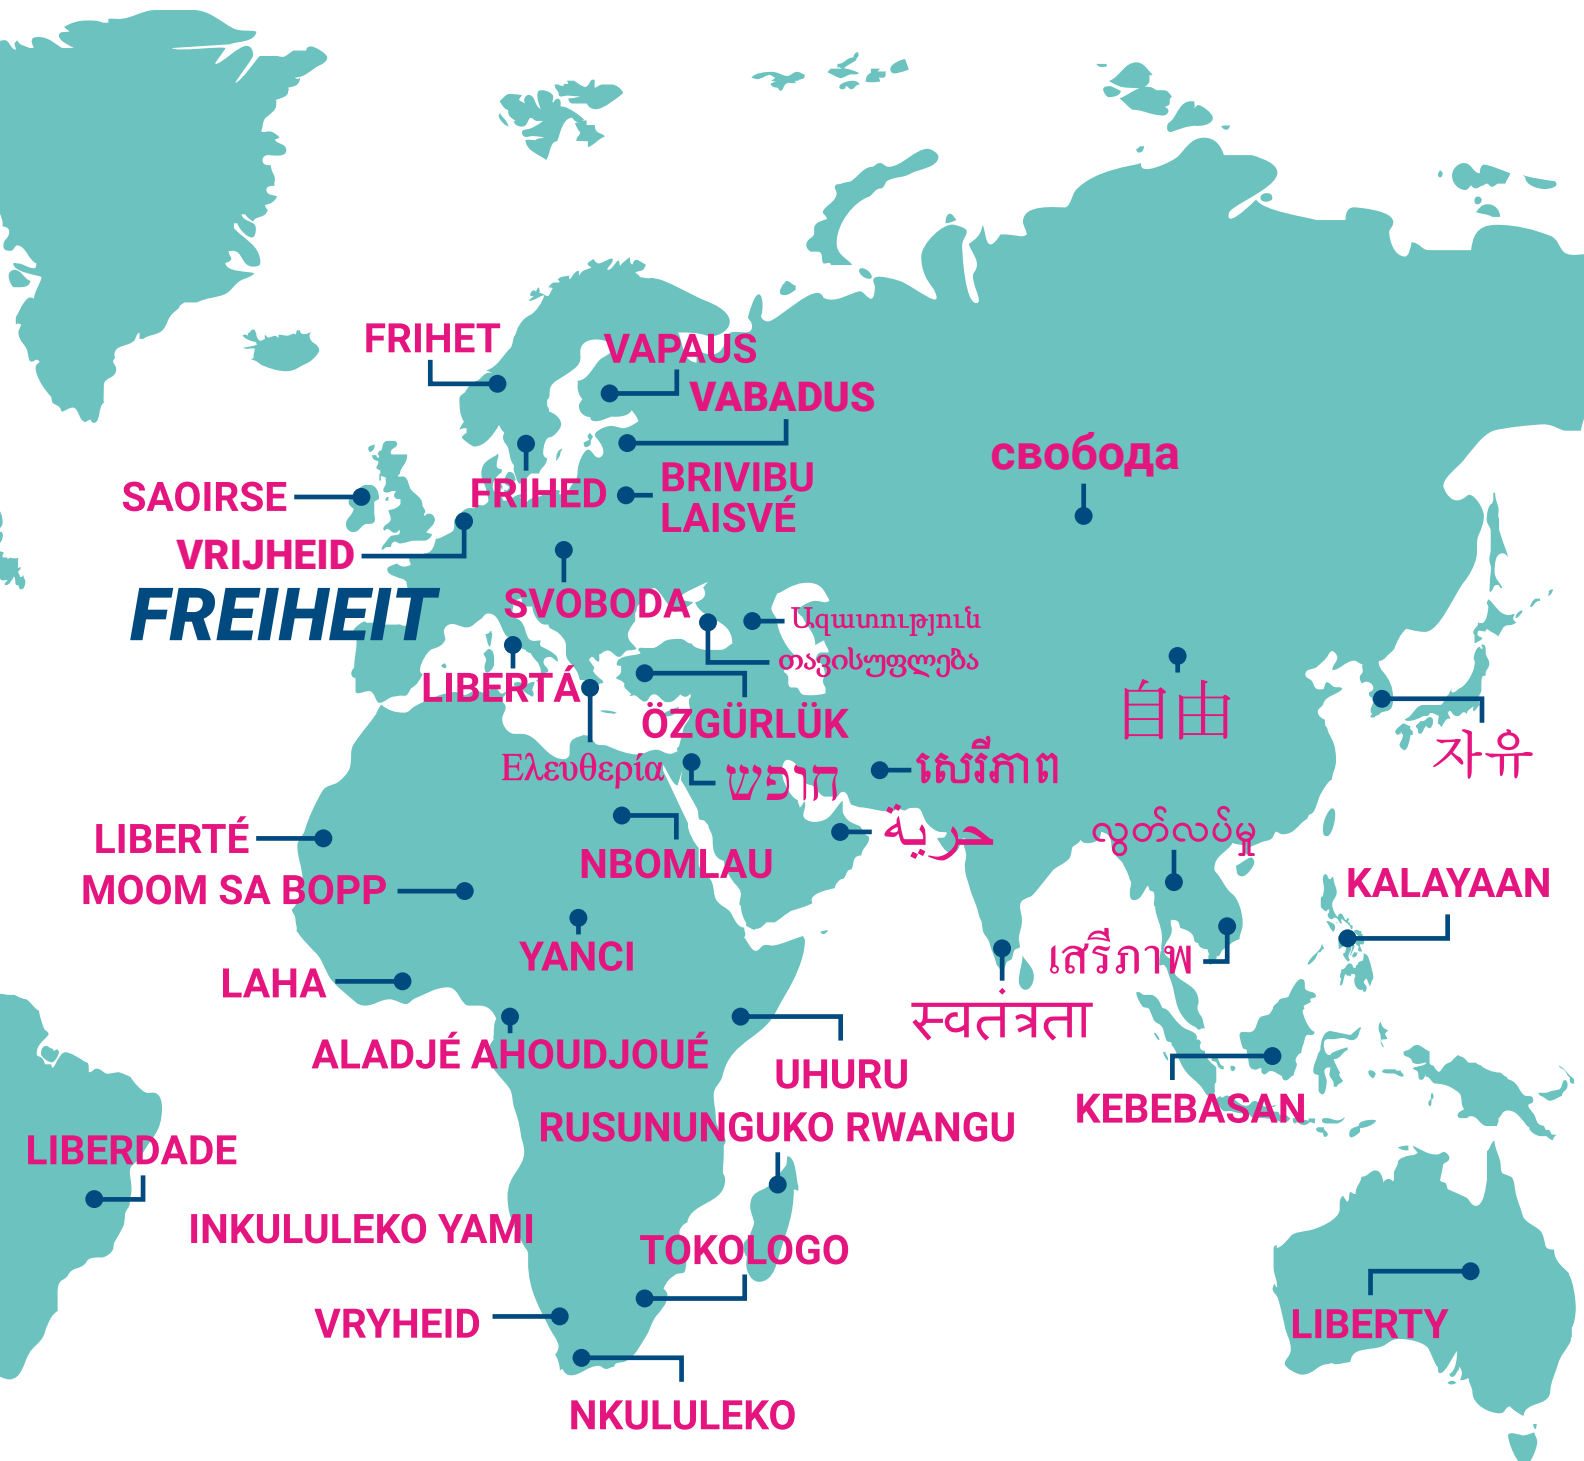 FRIHET
VAPAUS
VABADUS
свобода
BRIVIBU
LAISVÉ
FRIHED
SAOIRSE
VRIJHEID
FREIHEIT
SVOBODA
Ազատություն
თავისუფლება
LIBERTÁ
ÖZGÜRLÜK
自由
자유
Ελευθερία
חופש
សេរីភាព
حرية
လွတ်လပ်မှု
LIBERTÉ
NBOMLAU
MOOM SA BOPP
KALAYAAN
YANCI
เสรีภาพ
LAHA
स्वतंत्रता
ALADJÉ AHOUDJOUÉ
UHURU
KEBEBASAN
RUSUNUNGUKO RWANGU
LIBERDADE
INKULULEKO YAMI
TOKOLOGO
VRYHEID
LIBERTY
NKULULEKO